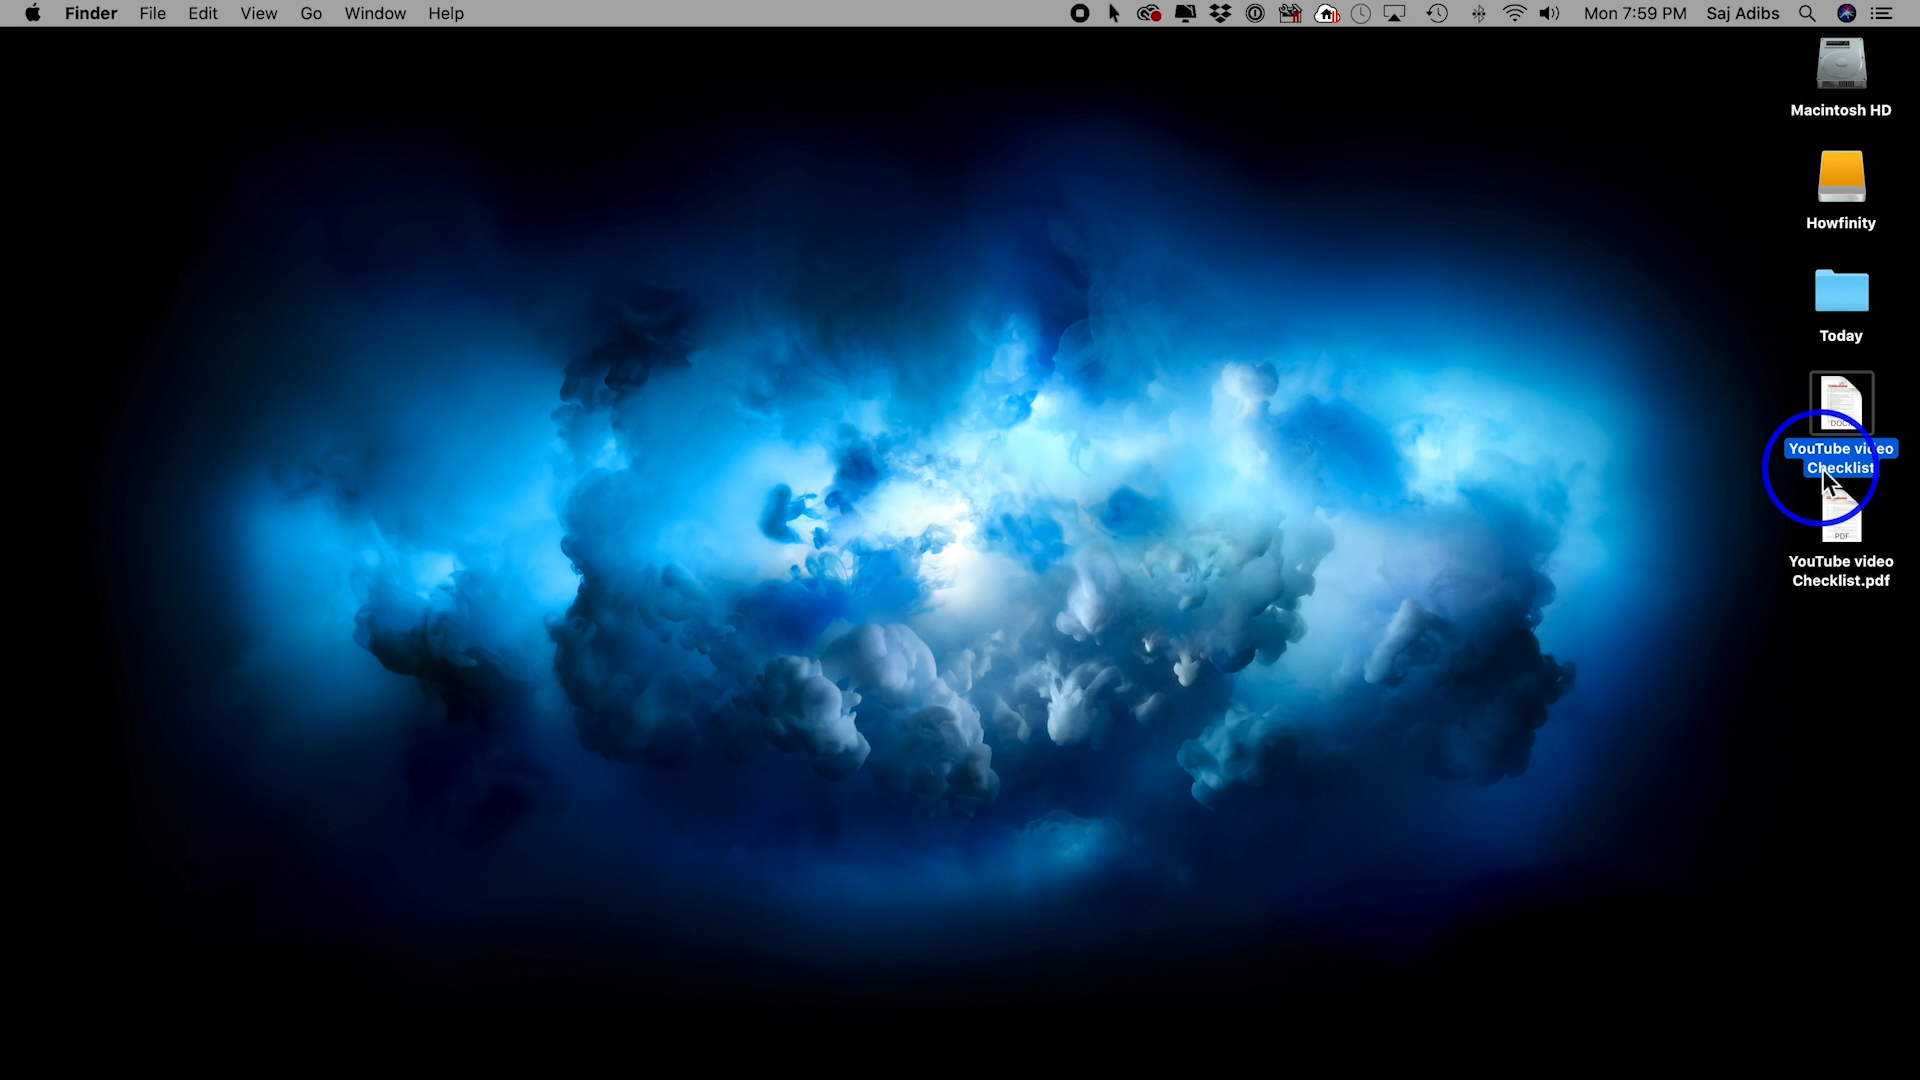 Finder File Edit View Go Window Help Mon 7:59 PM Saj Adibs
Macintosh HD
Howfinity
Today
YouTube video
Checklist
PDF
YouTube video
Checklist.pdf